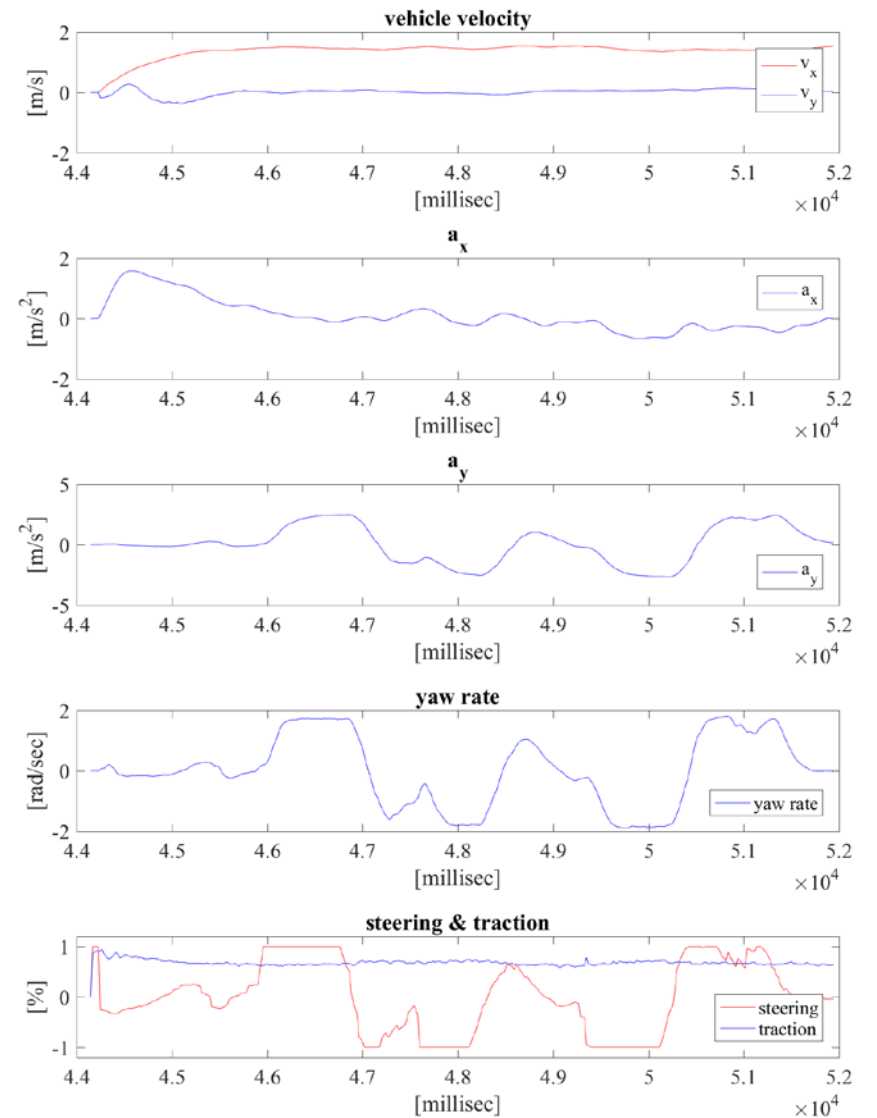 vehicle velocity
2
0
-2
[m/s]
v_x
v_y
4.4 4.5 4.6 4.7 4.8 4.9 5 5.1 5.2
[millisec]
×10^4
a_x
2
0
-2
[m/s^2]
a_x
4.4 4.5 4.6 4.7 4.8 4.9 5 5.1 5.2
[millisec]
×10^4
a_y
5
0
-5
[m/s^2]
a_y
4.4 4.5 4.6 4.7 4.8 4.9 5 5.1 5.2
[millisec]
×10^4
yaw rate
2
0
-2
[rad/sec]
yaw rate
4.4 4.5 4.6 4.7 4.8 4.9 5 5.1 5.2
[millisec]
×10^4
steering & traction
1
0
-1
[%]
steering
traction
4.4 4.5 4.6 4.7 4.8 4.9 5 5.1 5.2
[millisec]
×10^4